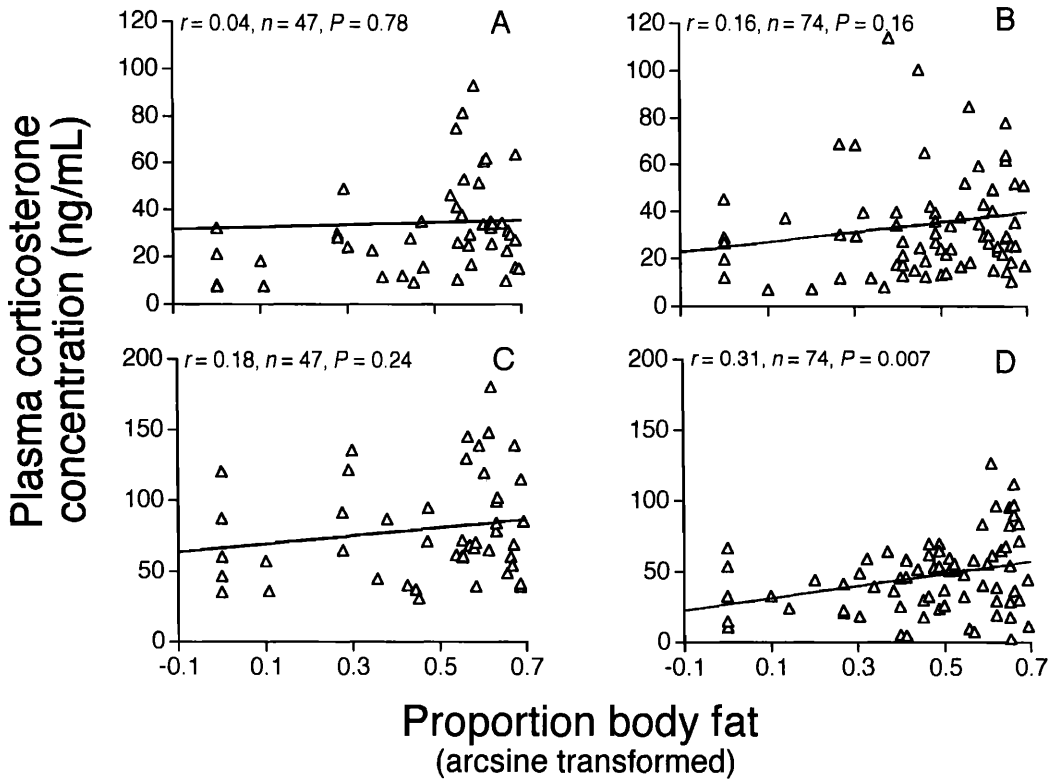 r = 0.04, n = 47, P = 0.78
A
120
100
80
60
40
20
0
r = 0.16, n = 74, P = 0.16
B
120
100
80
60
40
20
0
r = 0.18, n = 47, P = 0.24
C
200
150
100
50
0
-0.1 0.1 0.3 0.5 0.7
r = 0.31, n = 74, P = 0.007
D
200
150
100
50
0
-0.1 0.1 0.3 0.5 0.7
Plasma corticosterone
concentration (ng/mL)
Proportion body fat
(arcsine transformed)